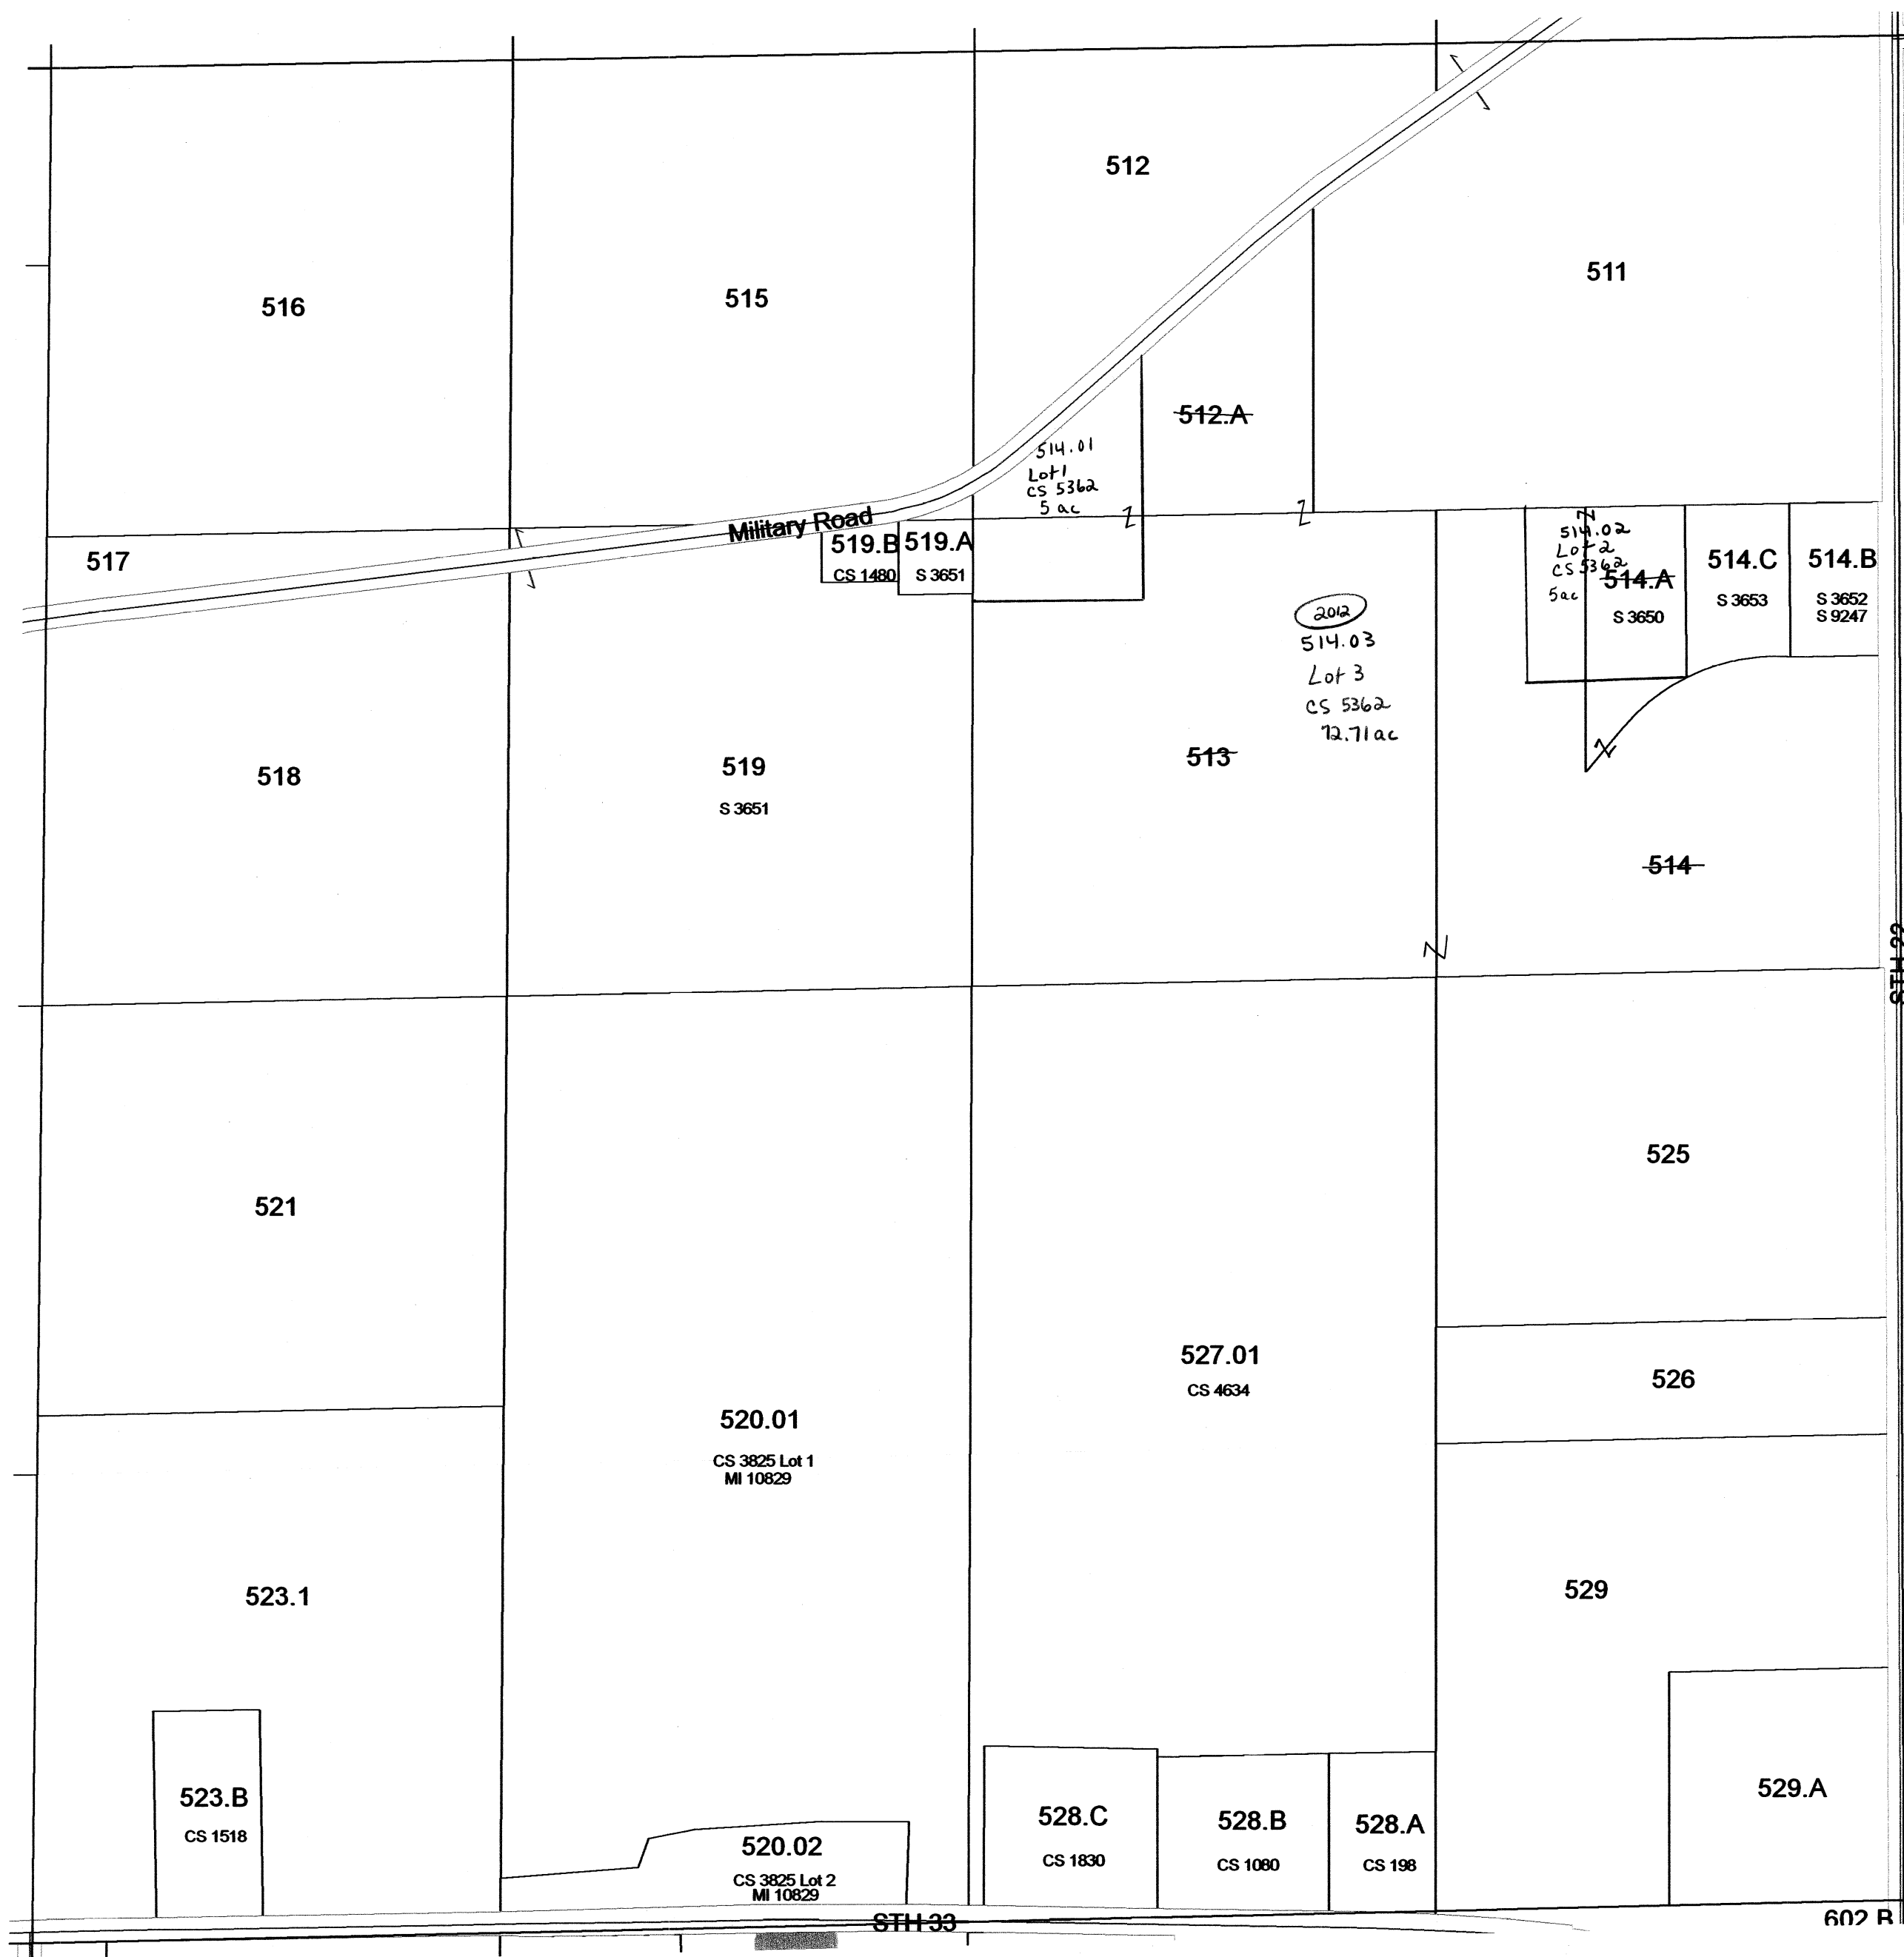 512
511
516
515
512.A
514.01
Lot 1
CS 5362
5 ac
Military Road
517
519.B
CS 1480
519.A
S 3651
514.02
Lot 2
CS 5362
5 ac
514.A
S 3650
514.C
S 3653
514.B
S 3652
S 9247
2012
514.03
Lot 3
CS 5362
72.71 ac
518
519
S 3651
513
514
STH 22
521
525
527.01
CS 4634
526
520.01
CS 3825 Lot 1
MI 10829
523.1
529
523.B
CS 1518
520.02
CS 3825 Lot 2
MI 10829
528.C
CS 1830
528.B
CS 1080
528.A
CS 198
529.A
STH 33
602.B